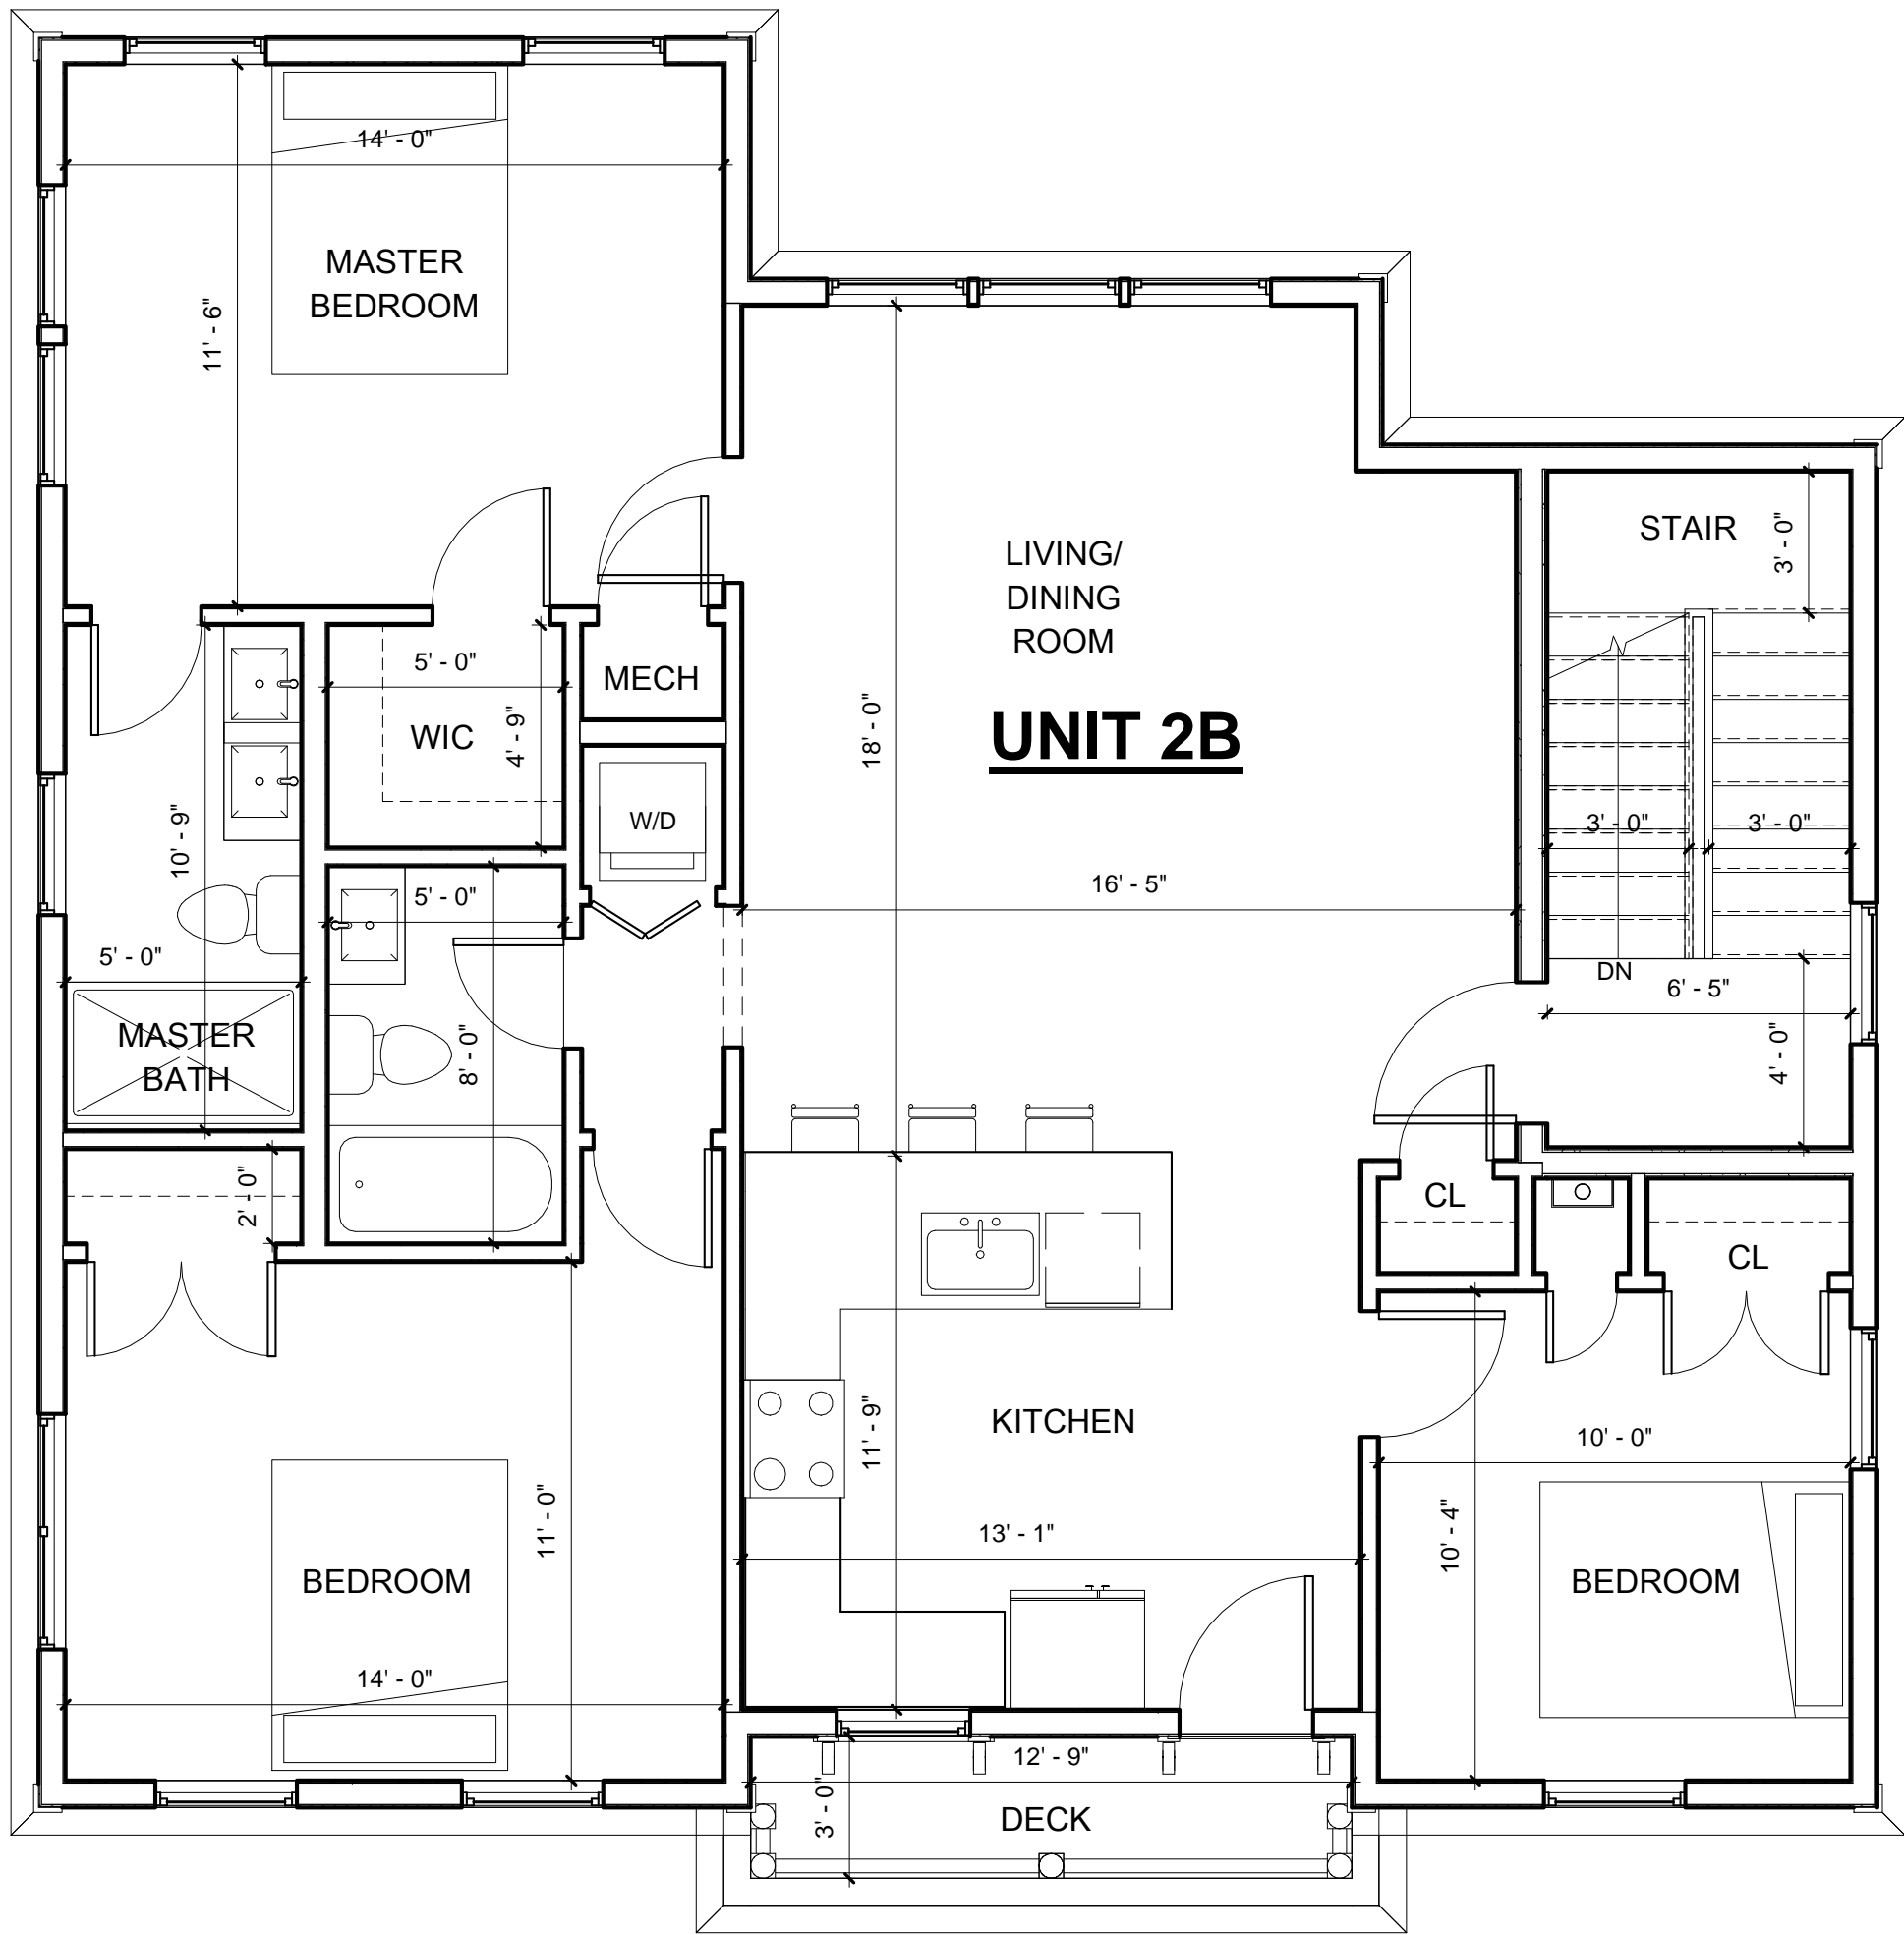 14' - 0"
MASTER
BEDROOM
11' - 6"
LIVING/
DINING
ROOM
UNIT 2B
18' - 0"
16' - 5"
STAIR
3' - 0"
3' - 0"
3' - 0"
DN
6' - 5"
4' - 0"
5' - 0"
WIC
4' - 9"
MECH
W/D
10' - 9"
5' - 0"
MASTER
BATH
5' - 0"
8' - 0"
2' - 0"
CL
CL
KITCHEN
11' - 9"
13' - 1"
11' - 0"
BEDROOM
14' - 0"
10' - 0"
10' - 4"
BEDROOM
12' - 9"
3' - 0"
DECK